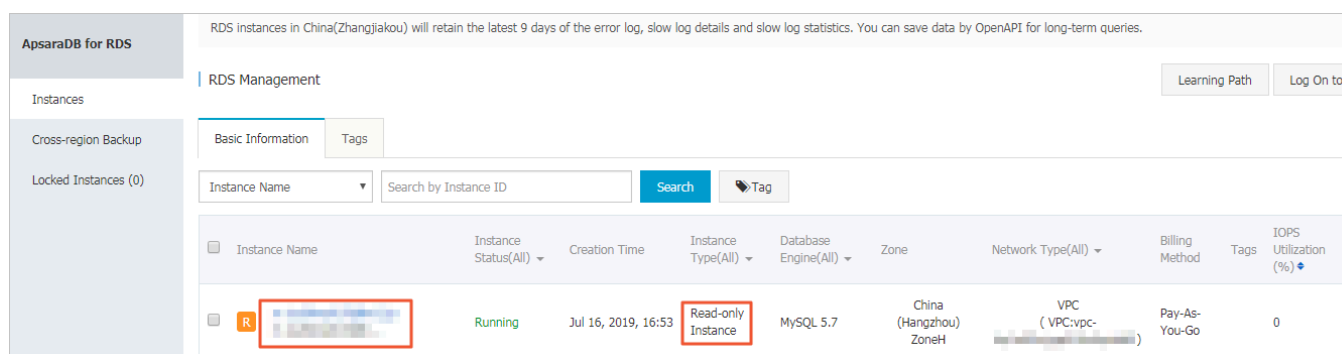 RDS instances in China(Zhangjiakou) will retain the latest 9 days of the error log, slow log details and slow log statistics. You can save data by OpenAPI for long-term queries.
ApsaraDB for RDS
RDS Management
Learning Path
Log On to
Instances
Cross-region Backup
Locked Instances (0)
Basic Information
Tags
Instance Name
Search by Instance ID
Search
Tag
Instance Name
Instance
Status(All)
Creation Time
Instance
Type(All)
Database
Engine(All)
Zone
Network Type(All)
Billing
Method
Tags
IOPS
Utilization
(%)
R
Running
Jul 16, 2019, 16:53
Read-only
Instance
MySQL 5.7
China
(Hangzhou)
ZoneH
VPC
( VPC:vpc-
)
Pay-As-
You-Go
0